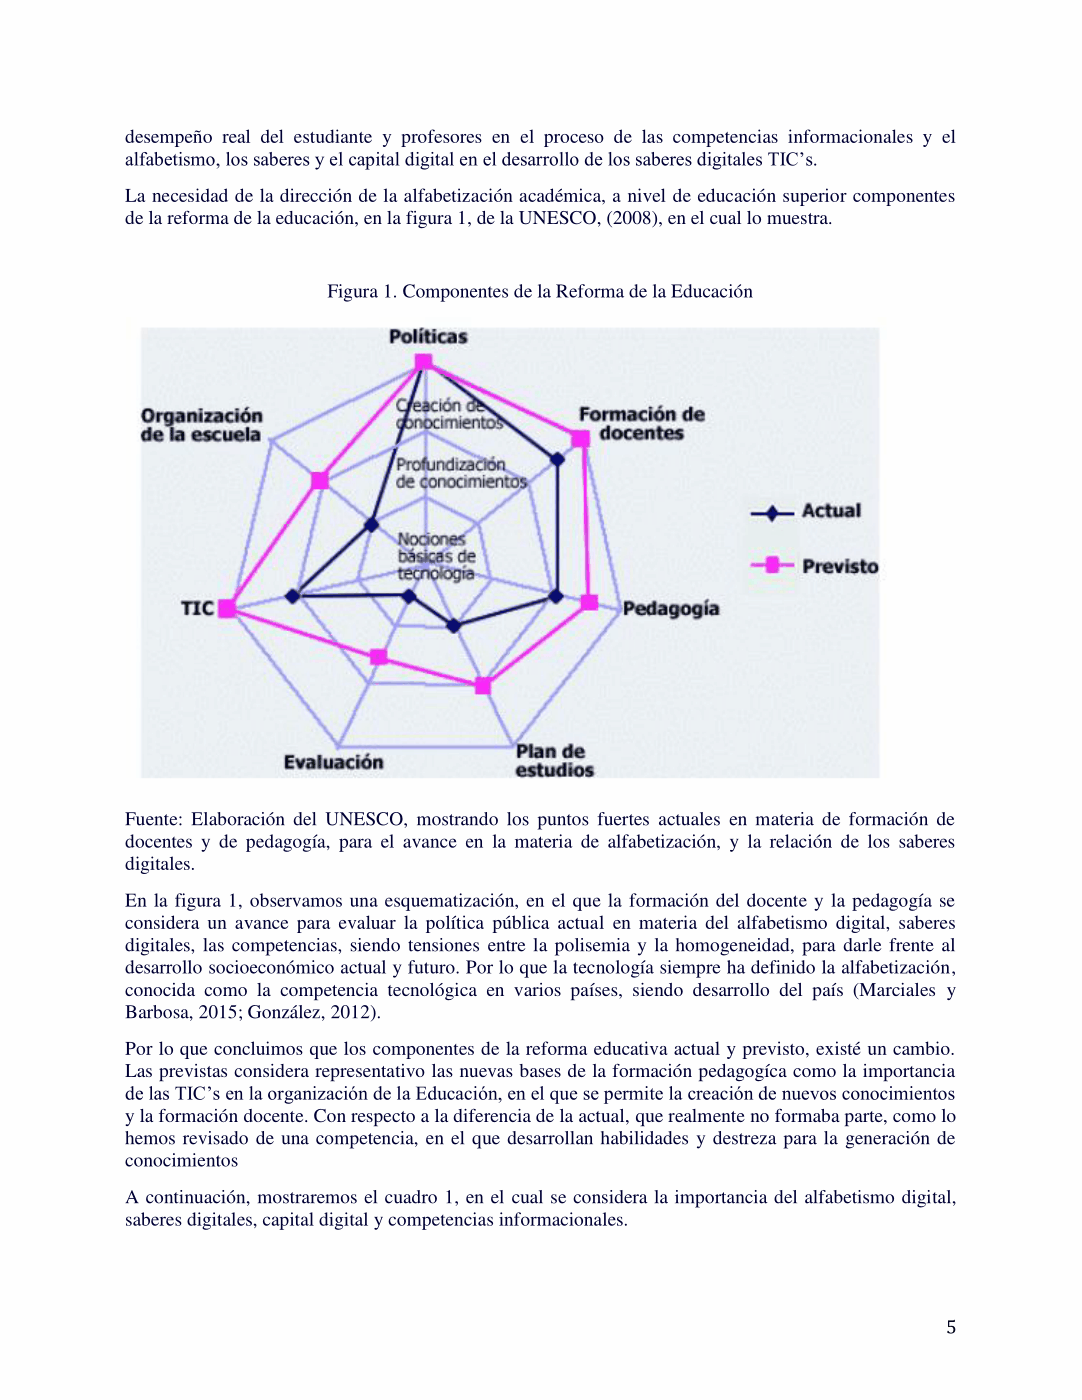 desempeño real del estudiante y profesores en el proceso de las competencias informacionales y el
alfabetismo, los saberes y el capital digital en el desarrollo de los saberes digitales TIC’s.
La necesidad de la dirección de la alfabetización académica, a nivel de educación superior componentes
de la reforma de la educación, en la figura 1, de la UNESCO, (2008), en el cual lo muestra.
Figura 1. Componentes de la Reforma de la Educación
Políticas
Creación de
conocimientos
Organización
de la escuela
Formación de
docentes
Profundización
de conocimientos
Actual
Nociones
básicas de
tecnología
Previsto
TIC
Pedagogía
Evaluación
Plan de
estudios
Fuente: Elaboración del UNESCO, mostrando los puntos fuertes actuales en materia de formación de
docentes y de pedagogía, para el avance en la materia de alfabetización, y la relación de los saberes
digitales.
En la figura 1, observamos una esquematización, en el que la formación del docente y la pedagogía se
considera un avance para evaluar la política pública actual en materia del alfabetismo digital, saberes
digitales, las competencias, siendo tensiones entre la polisemia y la homogeneidad, para darle frente al
desarrollo socioeconómico actual y futuro. Por lo que la tecnología siempre ha definido la alfabetización,
conocida como la competencia tecnológica en varios países, siendo desarrollo del país (Marciales y
Barbosa, 2015; González, 2012).
Por lo que concluimos que los componentes de la reforma educativa actual y previsto, existé un cambio.
Las previstas considera representativo las nuevas bases de la formación pedagogíca como la importancia
de las TIC’s en la organización de la Educación, en el que se permite la creación de nuevos conocimientos
y la formación docente. Con respecto a la diferencia de la actual, que realmente no formaba parte, como lo
hemos revisado de una competencia, en el que desarrollan habilidades y destreza para la generación de
conocimientos
A continuación, mostraremos el cuadro 1, en el cual se considera la importancia del alfabetismo digital,
saberes digitales, capital digital y competencias informacionales.
5